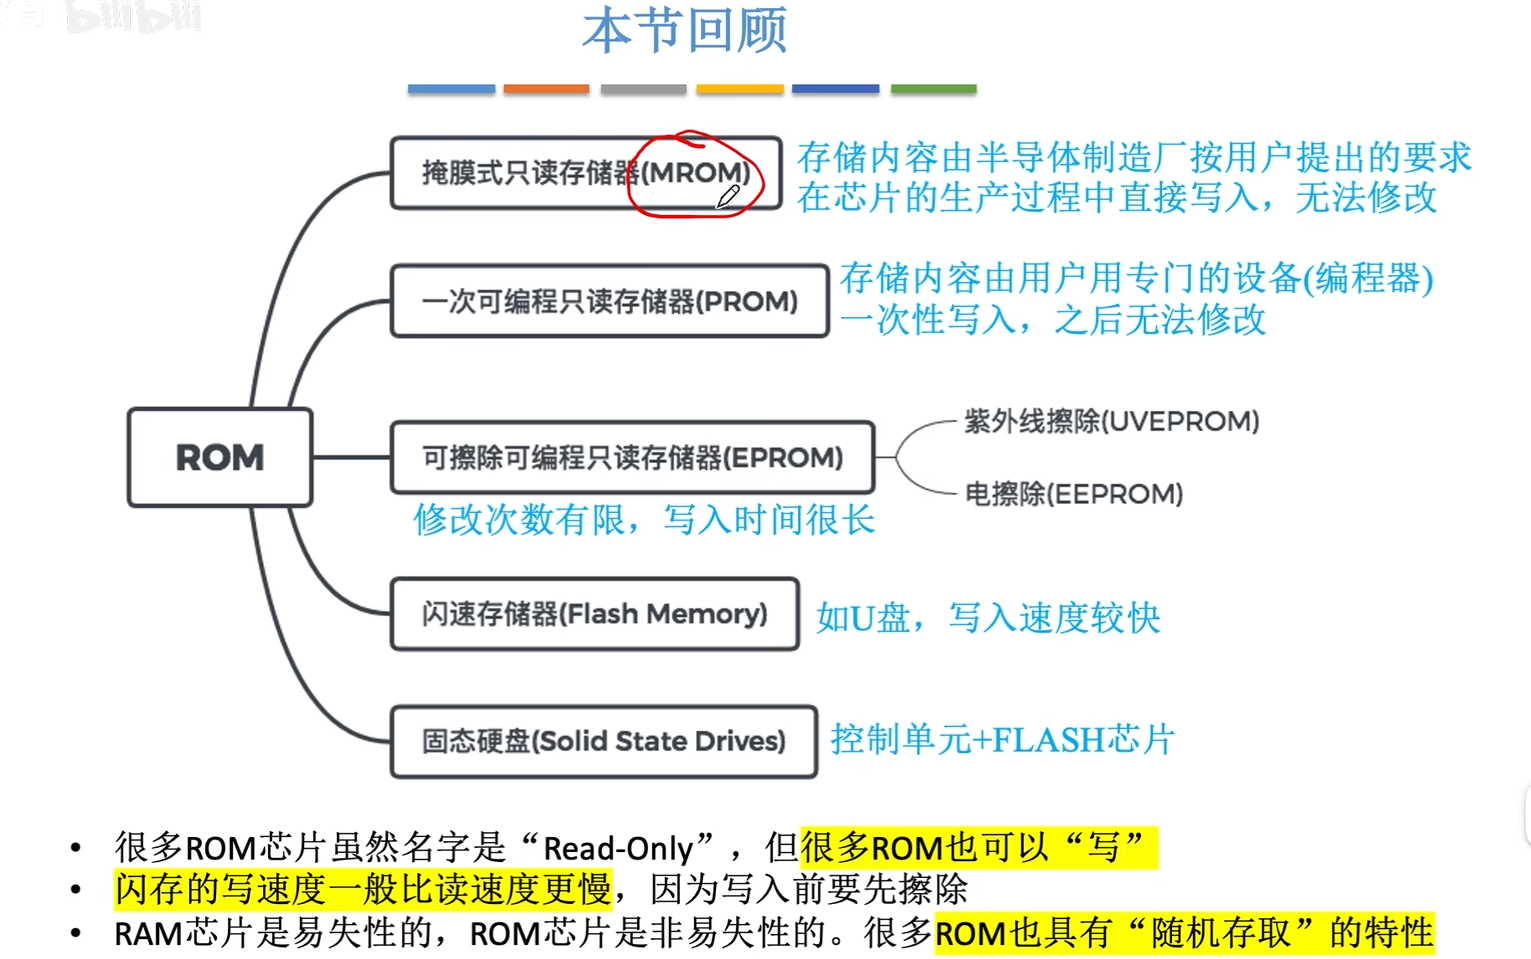 bilibili
本节回顾
掩膜式只读存储器(MROM)
存储内容由半导体制造厂按用户提出的要求
在芯片的生产过程中直接写入，无法修改
一次可编程只读存储器(PROM)
存储内容由用户用专门的设备(编程器)
一次性写入，之后无法修改
ROM
可擦除可编程只读存储器(EPROM)
紫外线擦除(UVEPROM)
电擦除(EEPROM)
修改次数有限，写入时间很长
闪速存储器(Flash Memory)
如U盘，写入速度较快
固态硬盘(Solid State Drives)
控制单元+FLASH芯片
• 很多ROM芯片虽然名字是“Read-Only”，但很多ROM也可以“写”
• 闪存的写速度一般比读速度更慢，因为写入前要先擦除
• RAM芯片是易失性的，ROM芯片是非易失性的。很多ROM也具有“随机存取”的特性